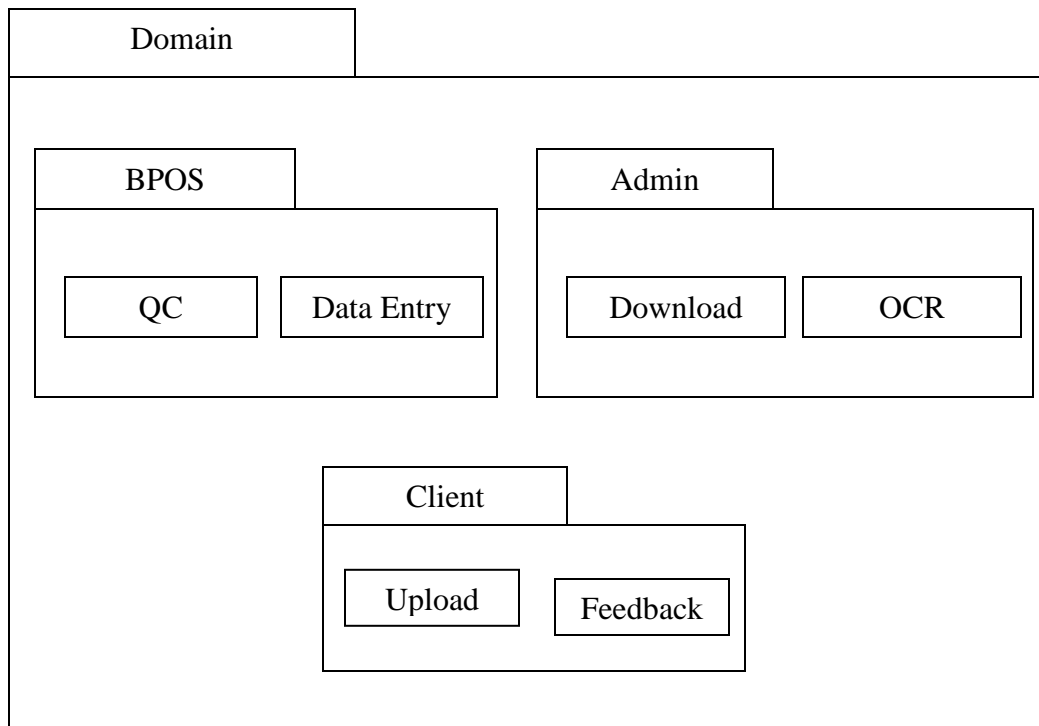 Domain
BPOS
Admin
QC
Data Entry
Download
OCR
Client
Upload
Feedback